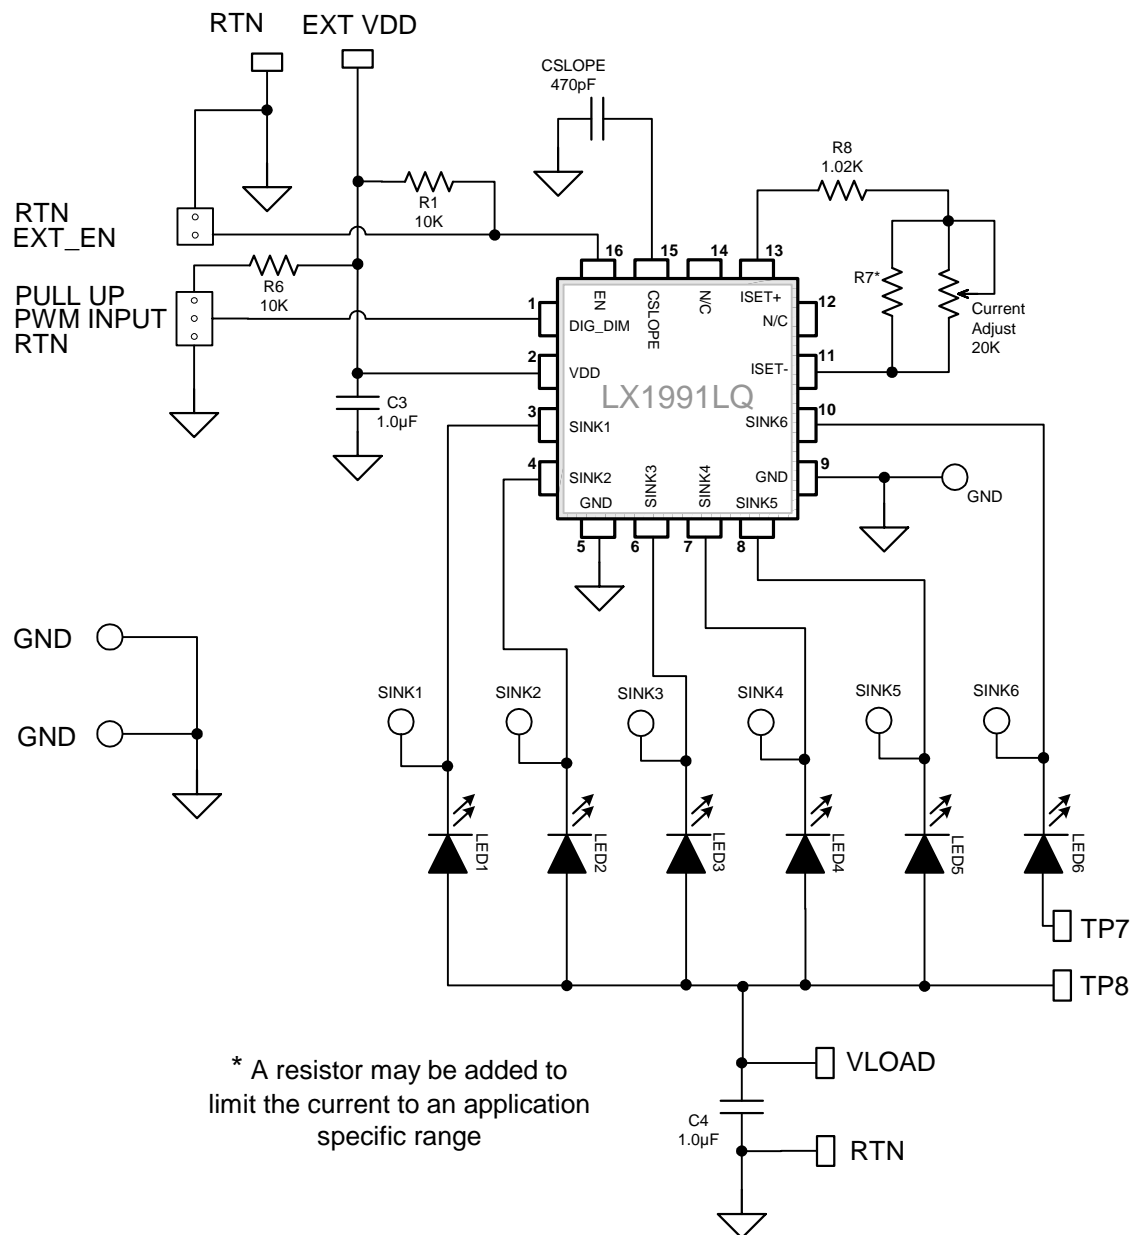 RTN
EXT VDD
CSLOPE
470pF
R8
1.02K
R1
10K
RTN
EXT_EN
R6
10K
PULL UP
PWM INPUT
RTN
R7*
Current
Adjust
20K
16
15
14
13
EN
CSLOPE
N/C
ISET+
1
DIG_DIM
N/C
12
2
VDD
ISET-
11
LX1991LQ
3
SINK1
SINK6
10
4
SINK2
GND
9
GND
SINK3
SINK4
SINK5
5
6
7
8
C3
1.0µF
GND
GND
GND
SINK1
SINK2
SINK3
SINK4
SINK5
SINK6
LED1
LED2
LED3
LED4
LED5
LED6
TP7
TP8
VLOAD
C4
1.0µF
RTN
* A resistor may be added to
limit the current to an application
specific range